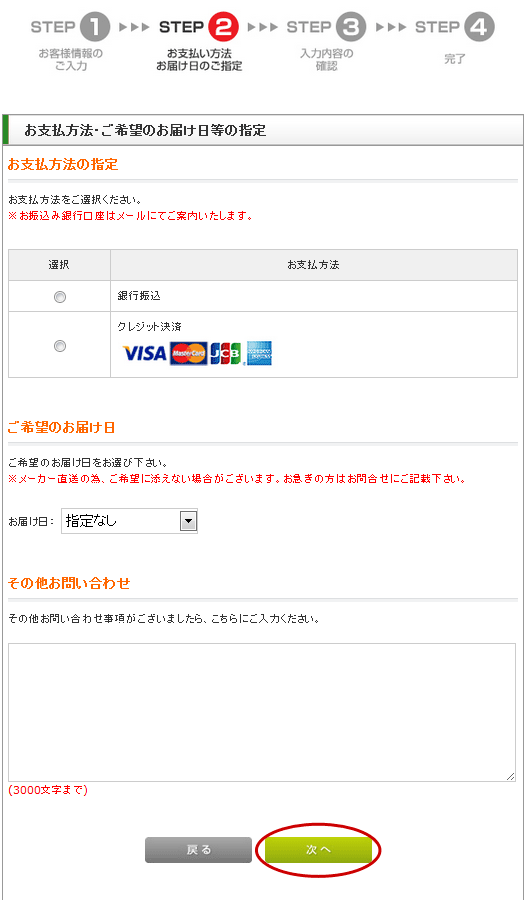 STEP 1 STEP 2 STEP 3 STEP 4
お客様情報の
ご入力
お支払い方法
お届け日のご指定
入力内容の
確認
完了
お支払方法・ご希望のお届け日等の指定
お支払方法の指定
お支払方法をご選択ください。
※お振込み銀行口座はメールにてご案内いたします。
選択 お支払方法
銀行振込
クレジット決済
VISA MasterCard JCB AMERICAN EXPRESS
ご希望のお届け日
ご希望のお届け日をお選び下さい。
※メーカー直送の為、ご希望に添えない場合がございます。お急ぎの方はお問合せにご記載下さい。
お届け日： 指定なし
その他お問い合わせ
その他お問い合わせ事項がございましたら、こちらにご入力ください。
(3000文字まで)
戻る 次へ